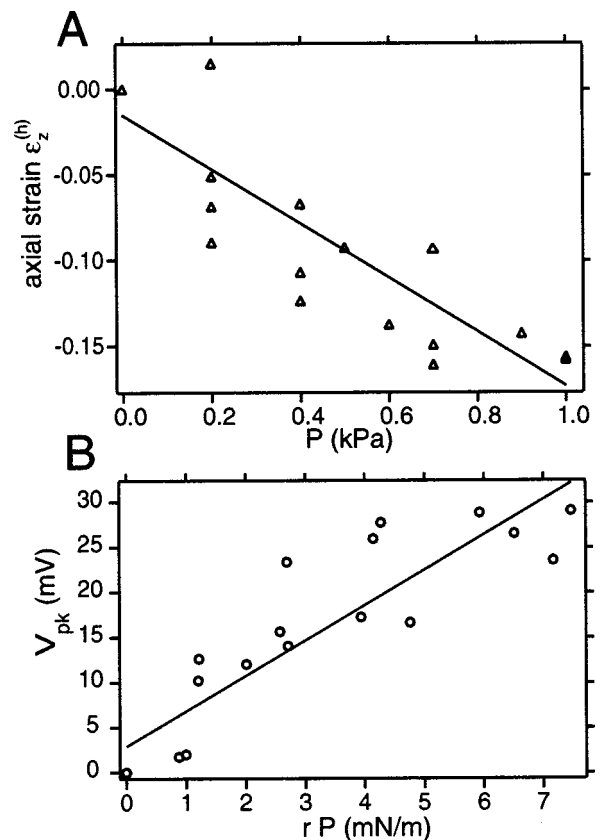 A
axial strain ε_z^(h)
0.00
-0.05
-0.10
-0.15
0.0 0.2 0.4 0.6 0.8 1.0
P (kPa)
B
V_pk (mV)
30
25
20
15
10
5
0
0 1 2 3 4 5 6 7
r P (mN/m)